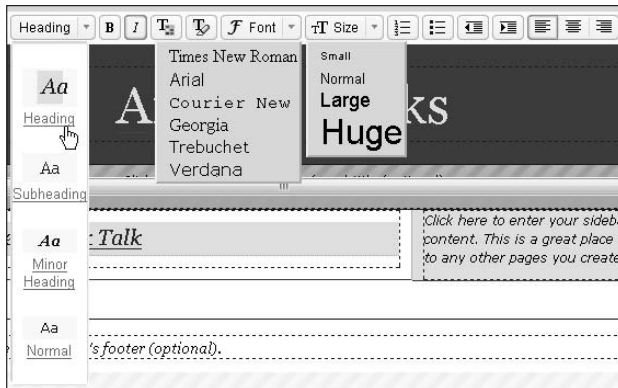 Heading B I T T F Font тT Size
Times New Roman
Arial
Courier New
Georgia
Trebuchet
Verdana
Small
Normal
Large
Huge
Aa
Heading
Aa
Subheading
Aa
Minor
Heading
Aa
Normal
A
ks
Talk
Click here to enter your sideb
content. This is a great place
to any other pages you create
's footer (optional).